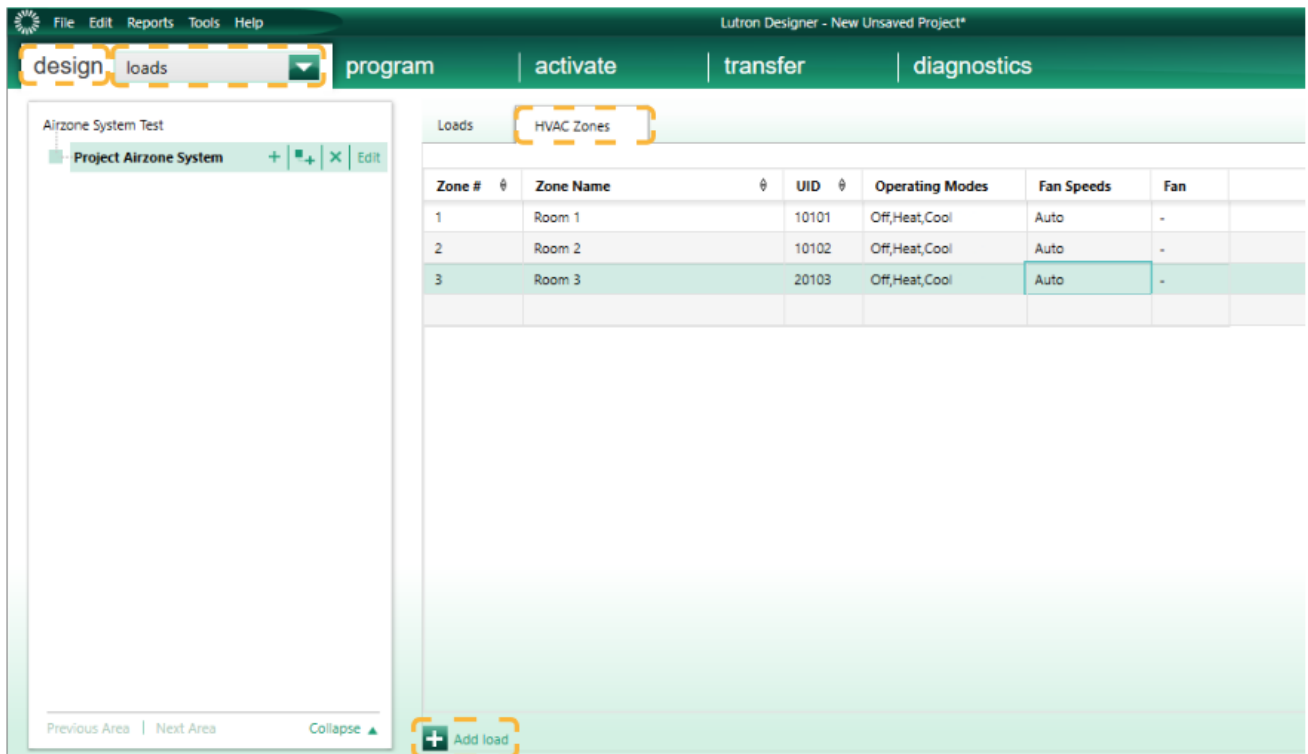 File Edit Reports Tools Help
Lutron Designer - New Unsaved Project*
design loads program activate transfer diagnostics
Airzone System Test
Project Airzone System + + × Edit
Loads HVAC Zones
Zone # Zone Name UID Operating Modes Fan Speeds Fan
1 Room 1 10101 Off,Heat,Cool Auto -
2 Room 2 10102 Off,Heat,Cool Auto -
3 Room 3 20103 Off,Heat,Cool Auto -
Previous Area | Next Area Collapse ▲
+ Add load